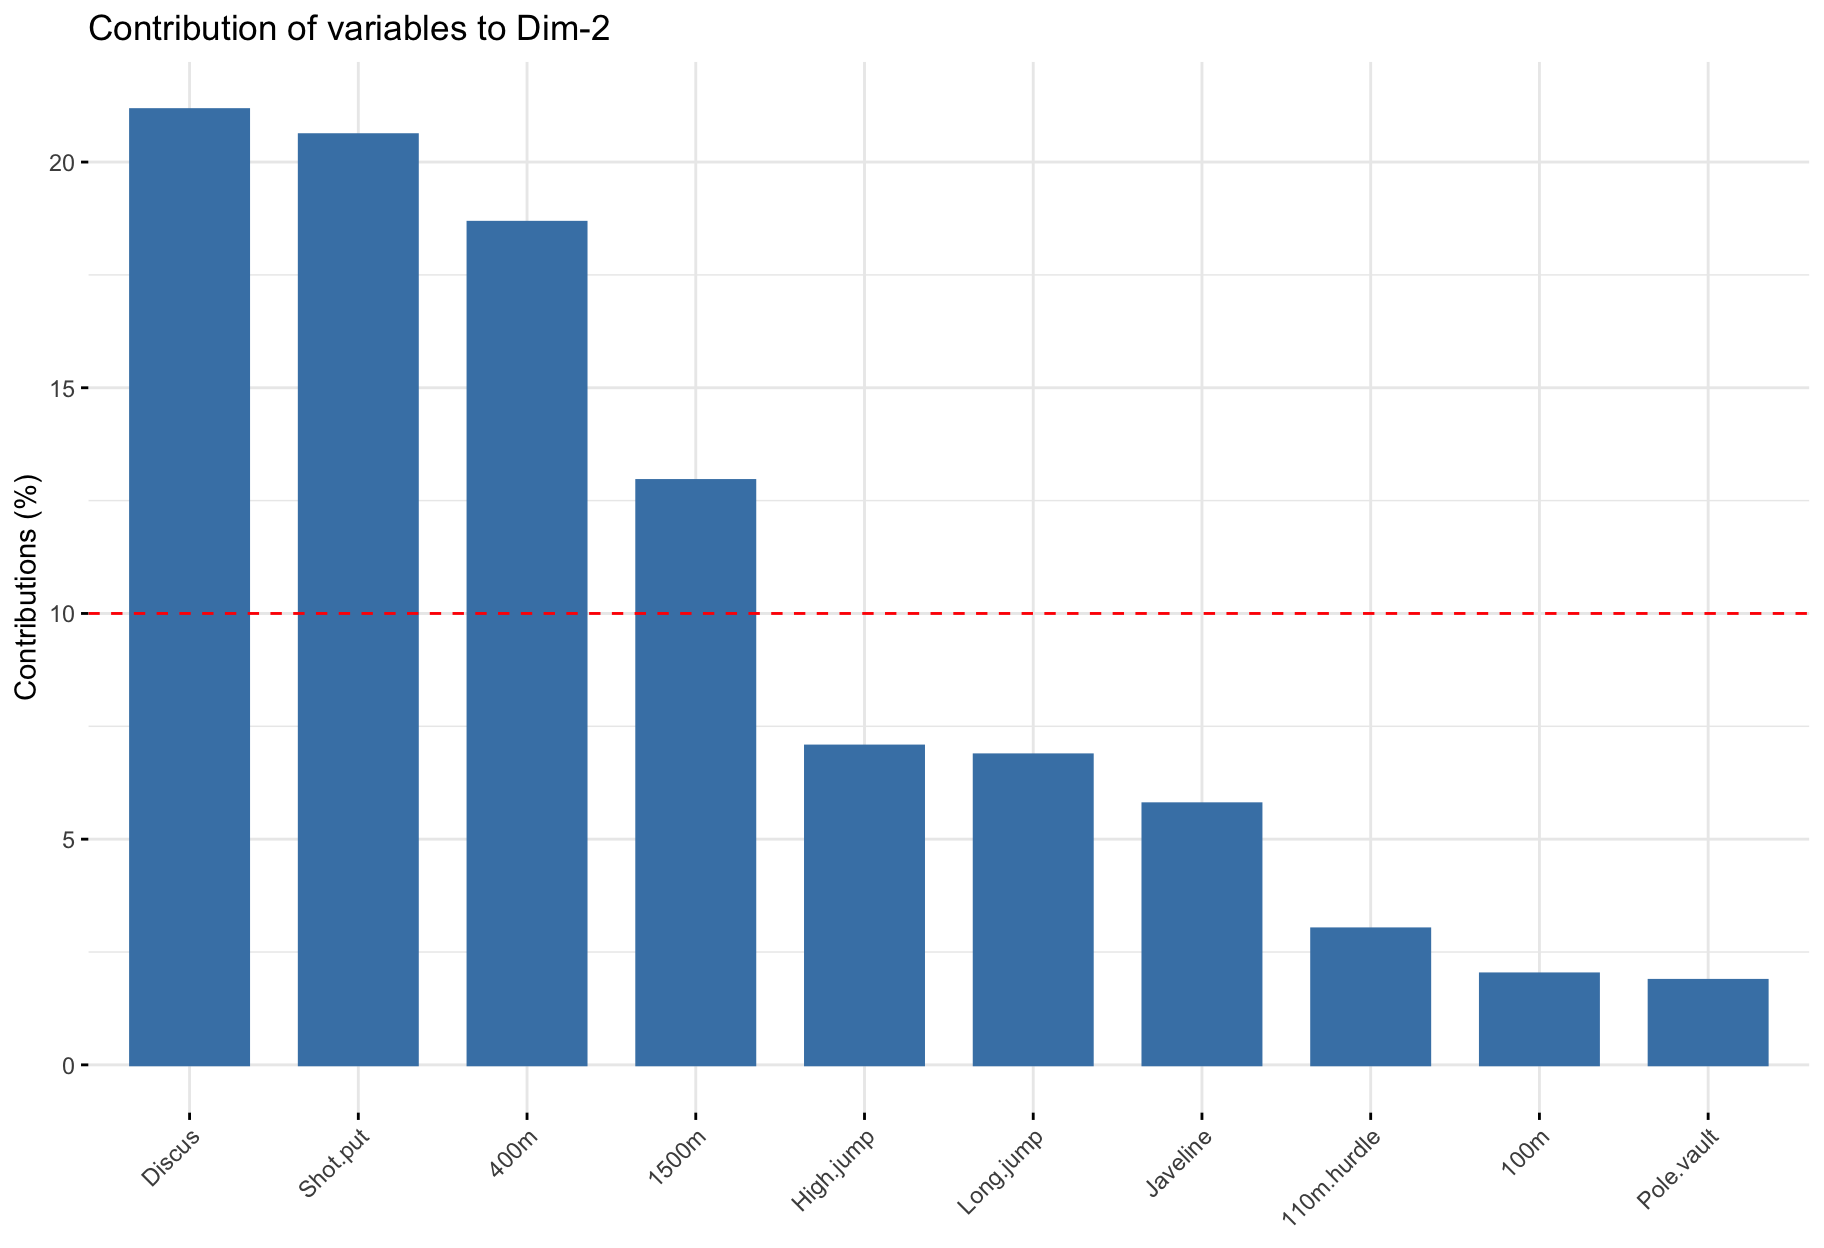 Contribution of variables to Dim-2
Contributions (%)
20
15
10
5
0
Discus
Shot.put
400m
1500m
High.jump
Long.jump
Javeline
110m.hurdle
100m
Pole.vault